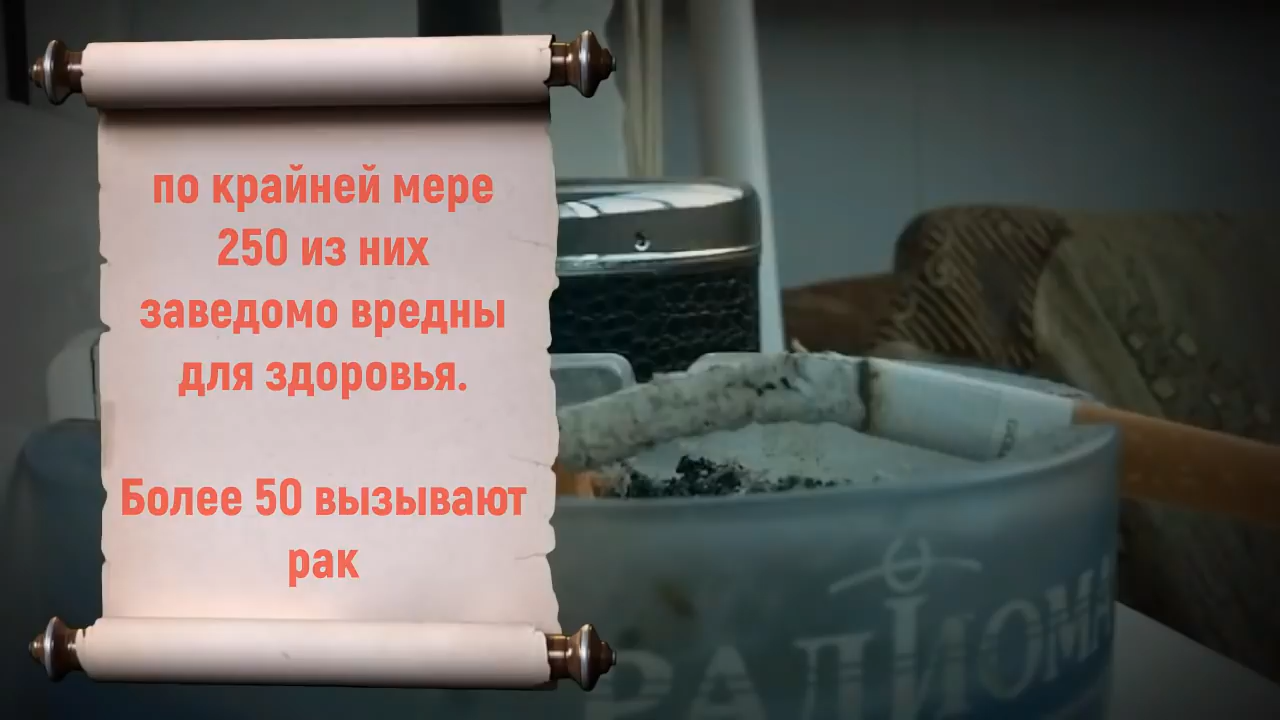 по крайней мере
250 из них
заведомо вредны
для здоровья.
Более 50 вызывают
рак